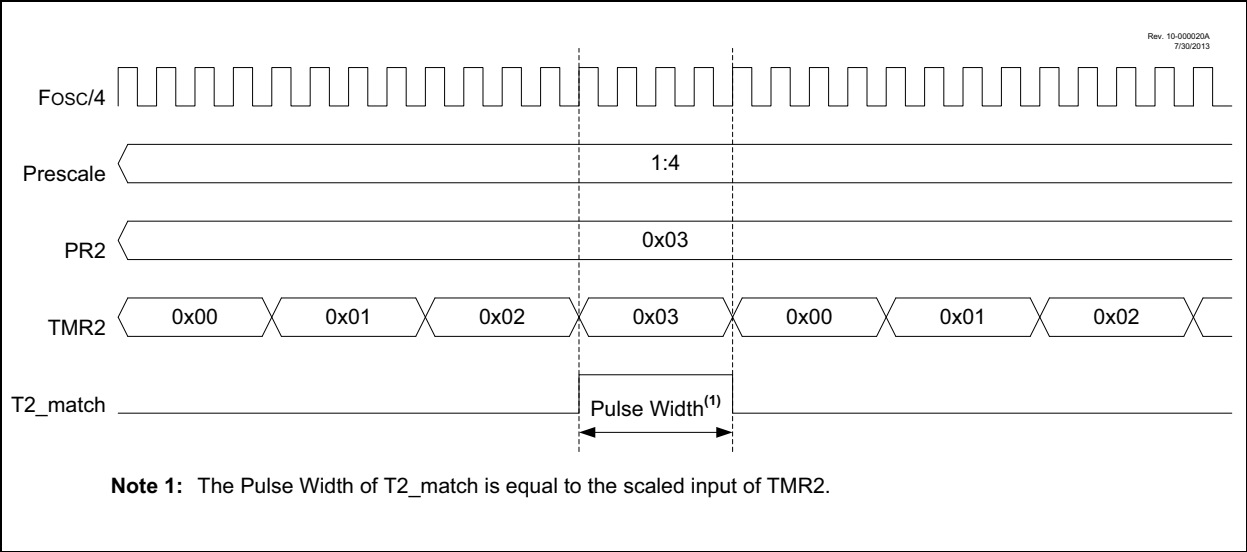 Rev. 10-000020A
7/30/2013
Fosc/4
Prescale
1:4
PR2
0x03
TMR2
0x00 0x01 0x02 0x03 0x00 0x01 0x02
T2_match
Pulse Width(1)
Note 1: The Pulse Width of T2_match is equal to the scaled input of TMR2.